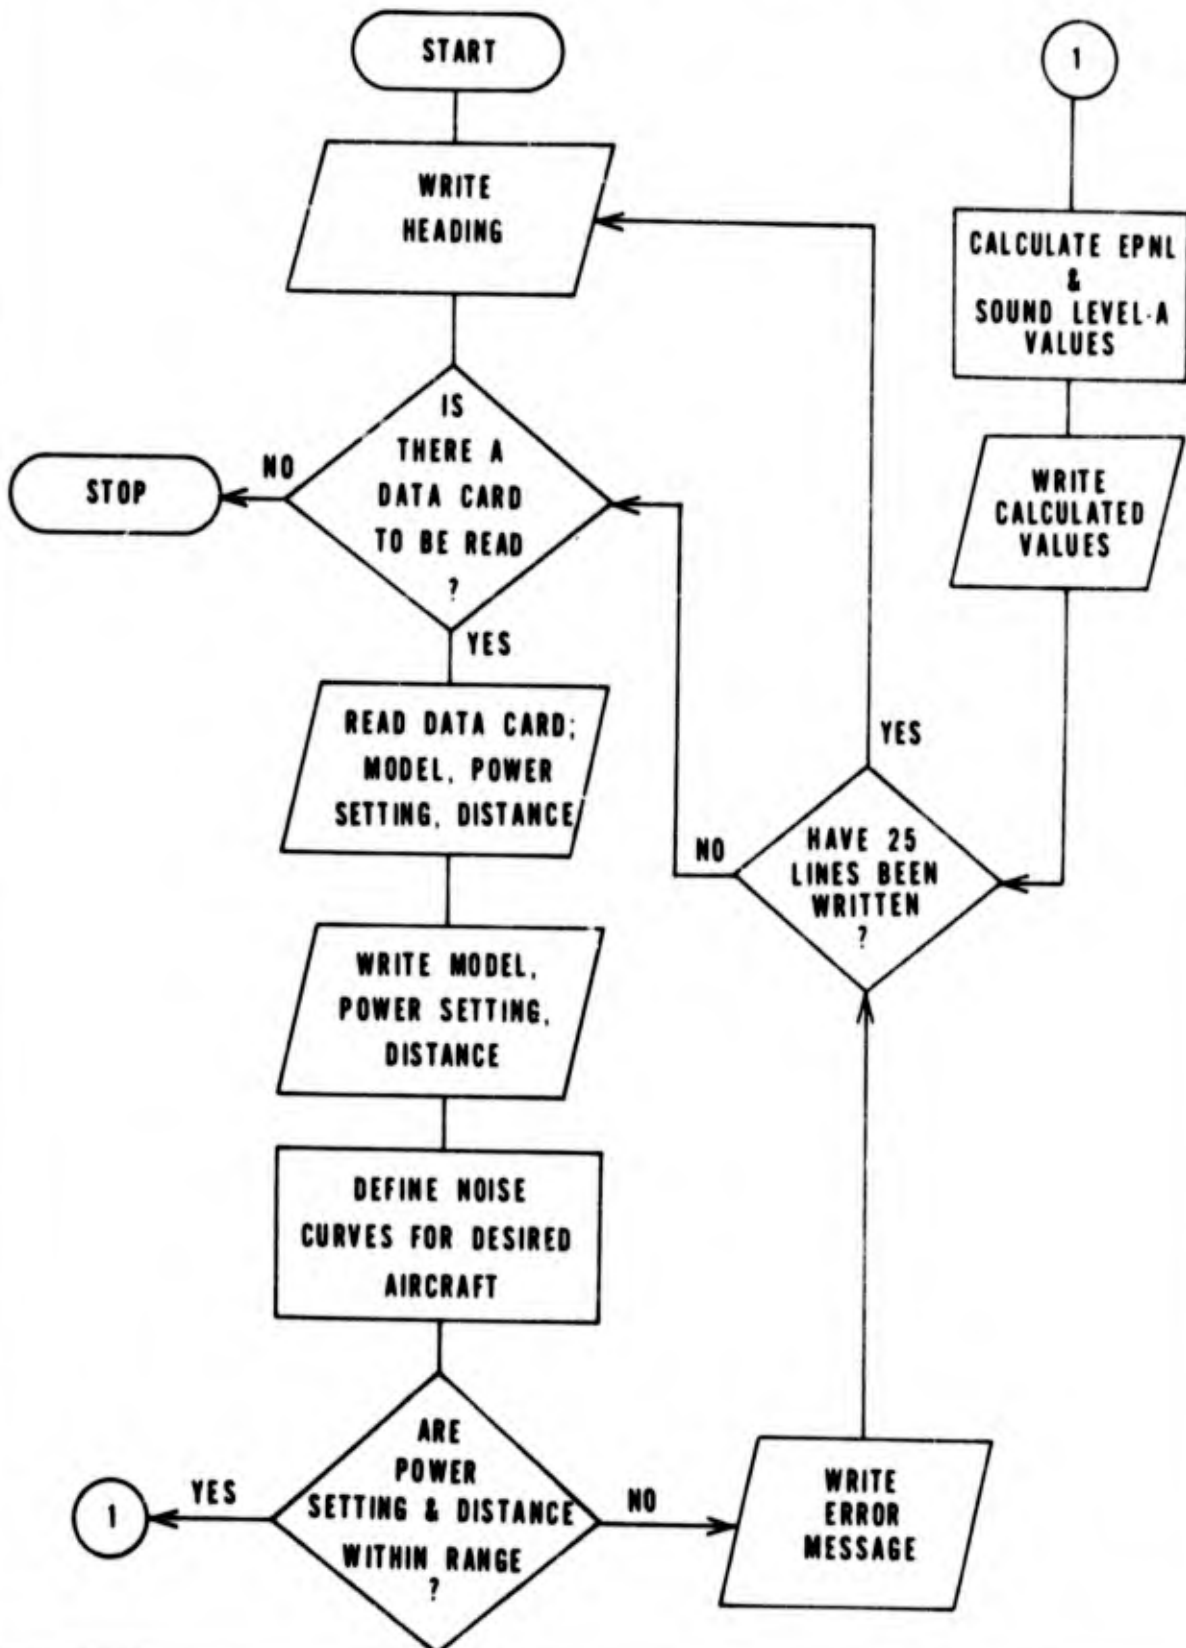 START
WRITE
HEADING
IS
THERE A
DATA CARD
TO BE READ
?
NO
STOP
YES
READ DATA CARD;
MODEL, POWER
SETTING, DISTANCE
WRITE MODEL,
POWER SETTING,
DISTANCE
DEFINE NOISE
CURVES FOR DESIRED
AIRCRAFT
ARE
POWER
SETTING & DISTANCE
WITHIN RANGE
?
YES
1
NO
WRITE
ERROR
MESSAGE
1
CALCULATE EPNL
&
SOUND LEVEL-A
VALUES
WRITE
CALCULATED
VALUES
HAVE 25
LINES BEEN
WRITTEN
?
YES
NO